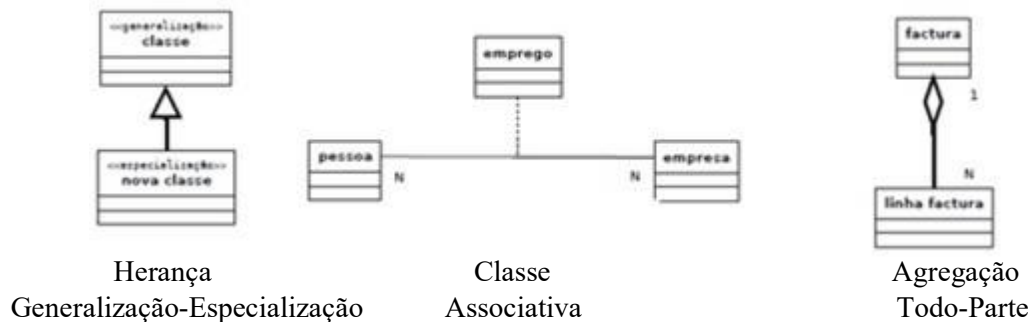 <<generalização>>
classe
<<especialização>>
nova classe
emprego
pessoa
N
N
empresa
factura
1
N
linha factura
Herança
Generalização-Especialização
Classe
Associativa
Agregação
Todo-Parte